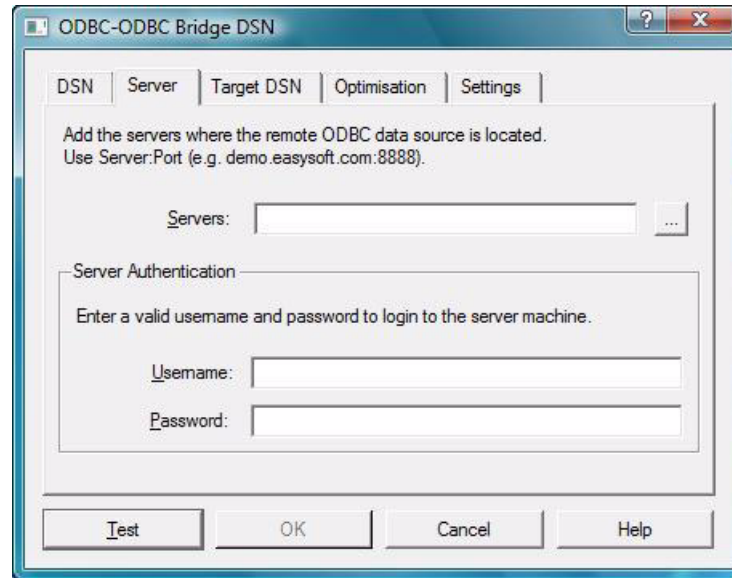 ODBC-ODBC Bridge DSN
? X
DSN Server Target DSN Optimisation Settings
Add the servers where the remote ODBC data source is located.
Use Server:Port (e.g. demo.easysoft.com:8888).
Servers: ...
Server Authentication
Enter a valid username and password to login to the server machine.
Username:
Password:
Test OK Cancel Help